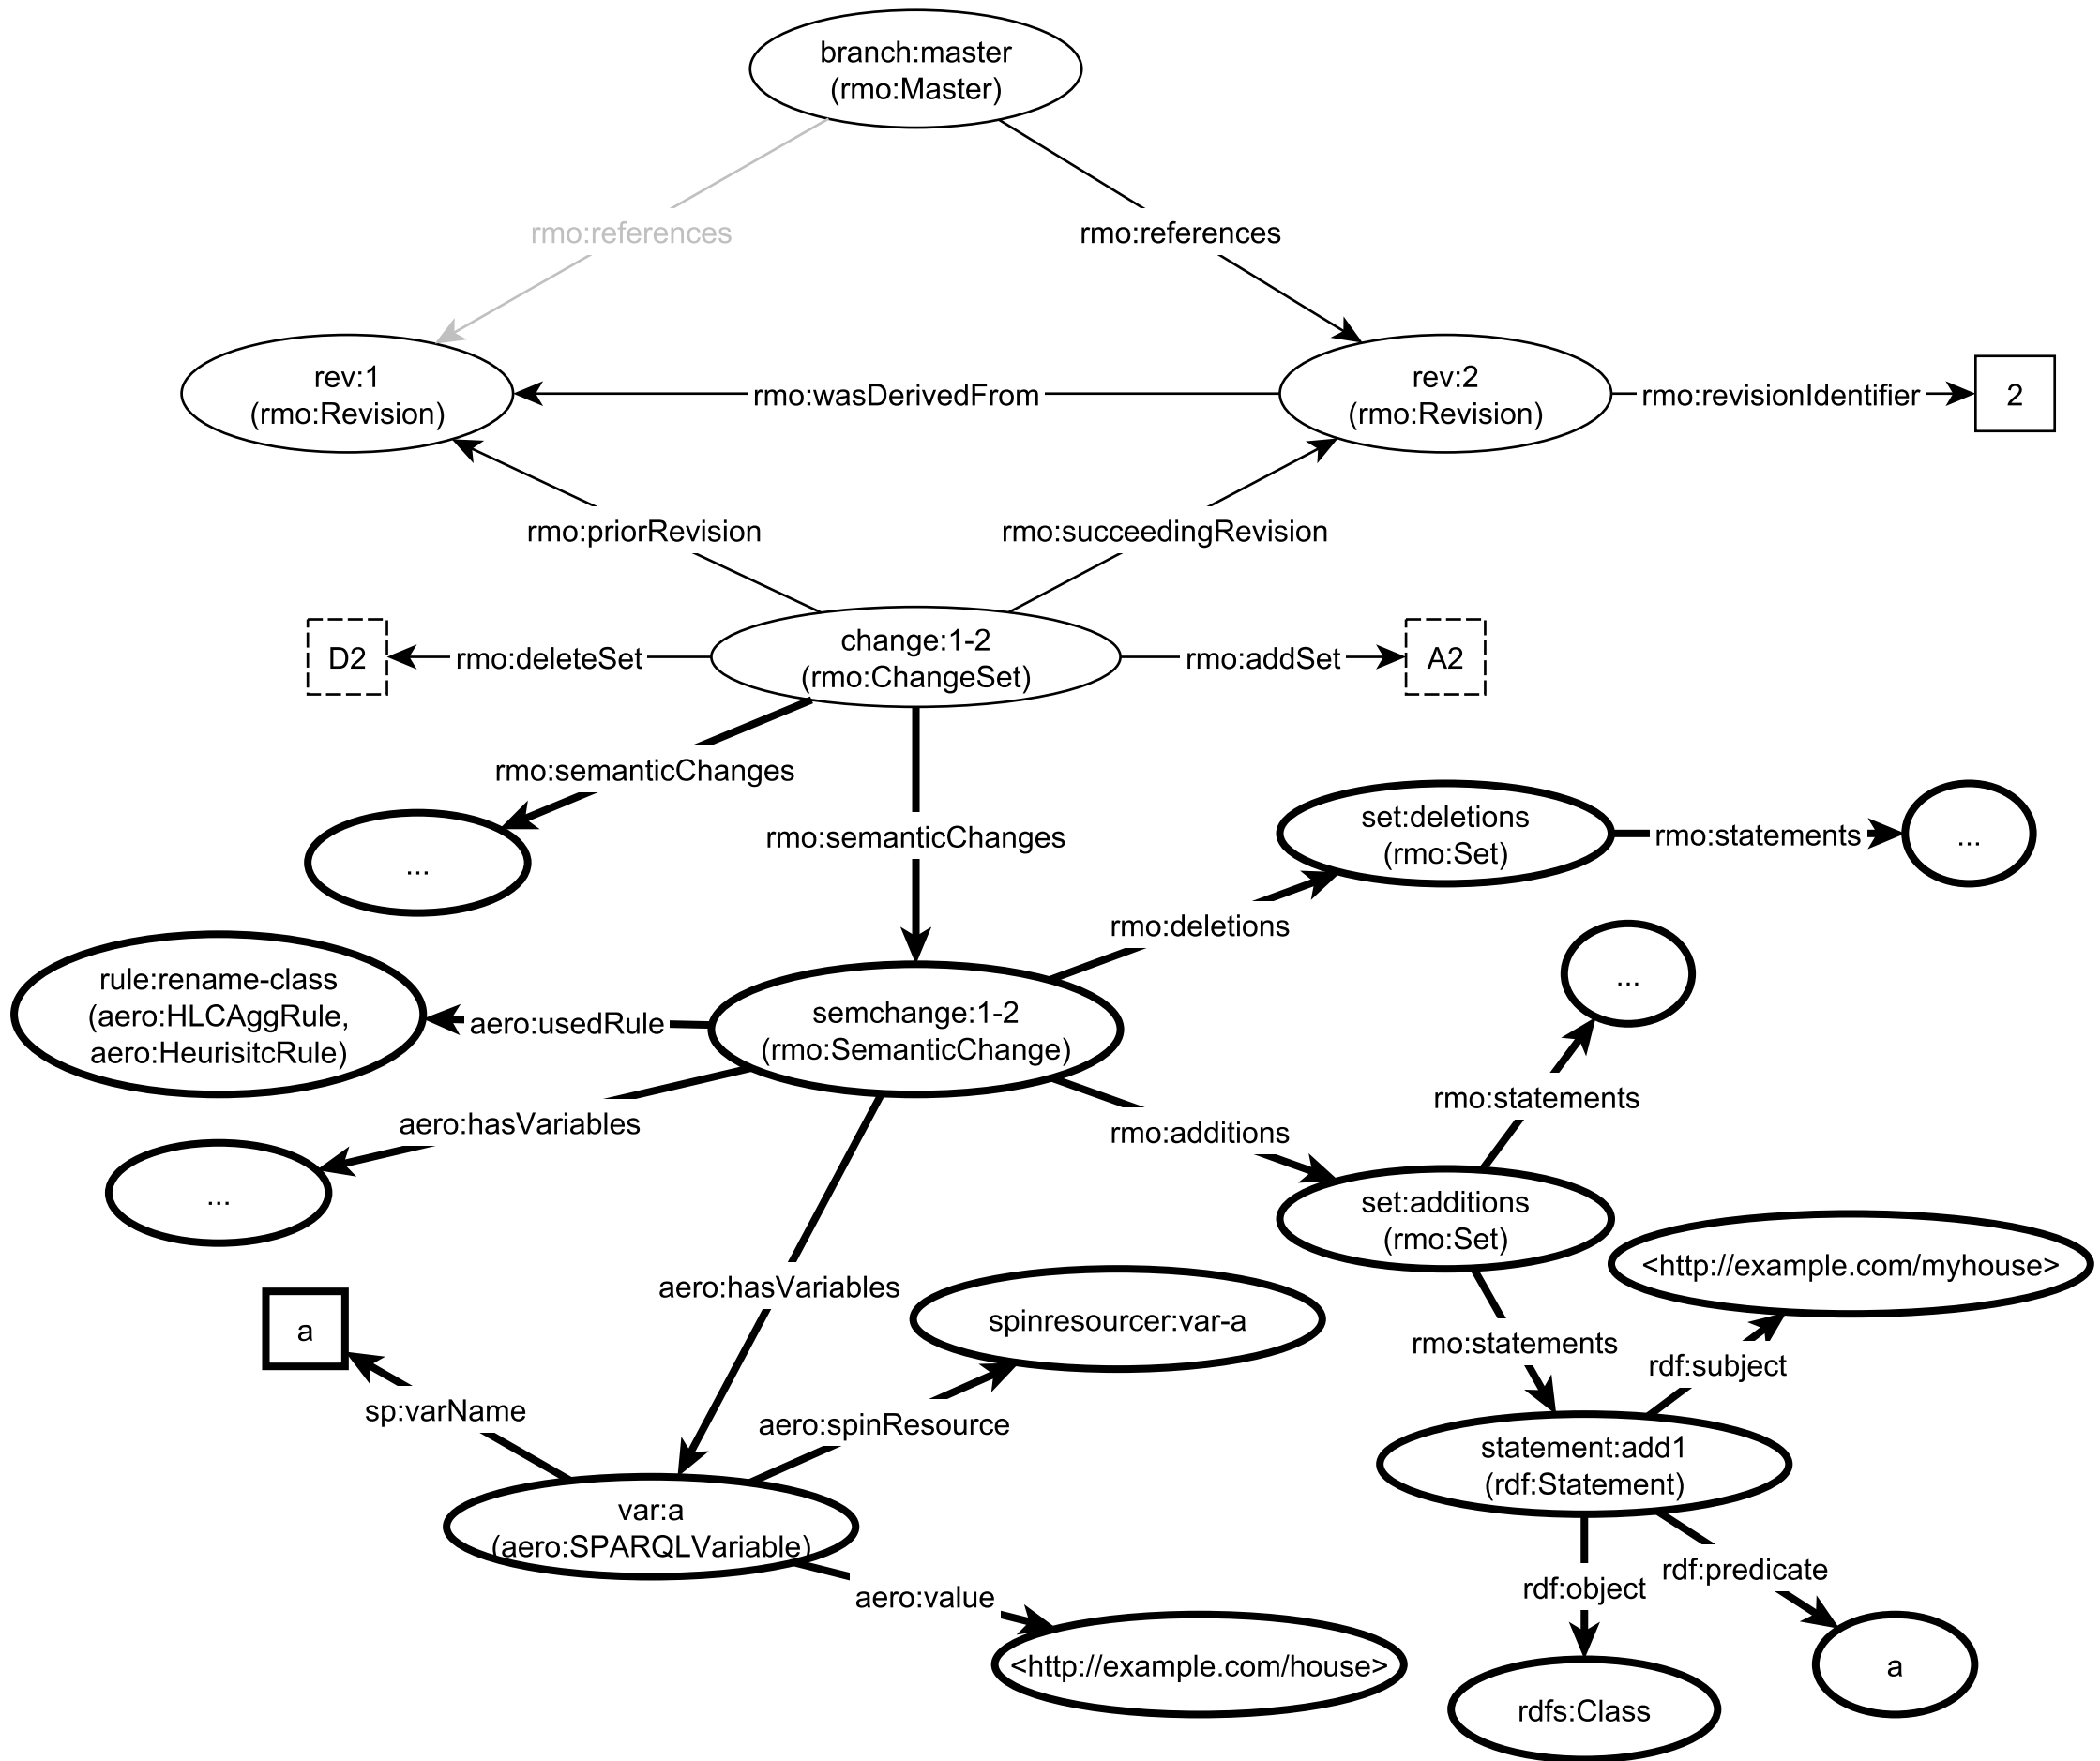 branch:master
(rmo:Master)
rmo:references
rmo:references
rev:1
(rmo:Revision)
rmo:wasDerivedFrom
rev:2
(rmo:Revision)
rmo:revisionIdentifier
2
rmo:priorRevision
rmo:succeedingRevision
D2
rmo:deleteSet
change:1-2
(rmo:ChangeSet)
rmo:addSet
A2
rmo:semanticChanges
rmo:semanticChanges
...
set:deletions
(rmo:Set)
rmo:statements
...
rmo:deletions
rule:rename-class
(aero:HLCAggRule,
aero:HeurisitcRule)
aero:usedRule
semchange:1-2
(rmo:SemanticChange)
...
rmo:statements
aero:hasVariables
rmo:additions
...
set:additions
(rmo:Set)
<http://example.com/myhouse>
aero:hasVariables
spinresourcer:var-a
a
rmo:statements
rdf:subject
sp:varName
aero:spinResource
statement:add1
(rdf:Statement)
var:a
(aero:SPARQLVariable)
aero:value
rdf:object
rdf:predicate
<http://example.com/house>
rdfs:Class
a